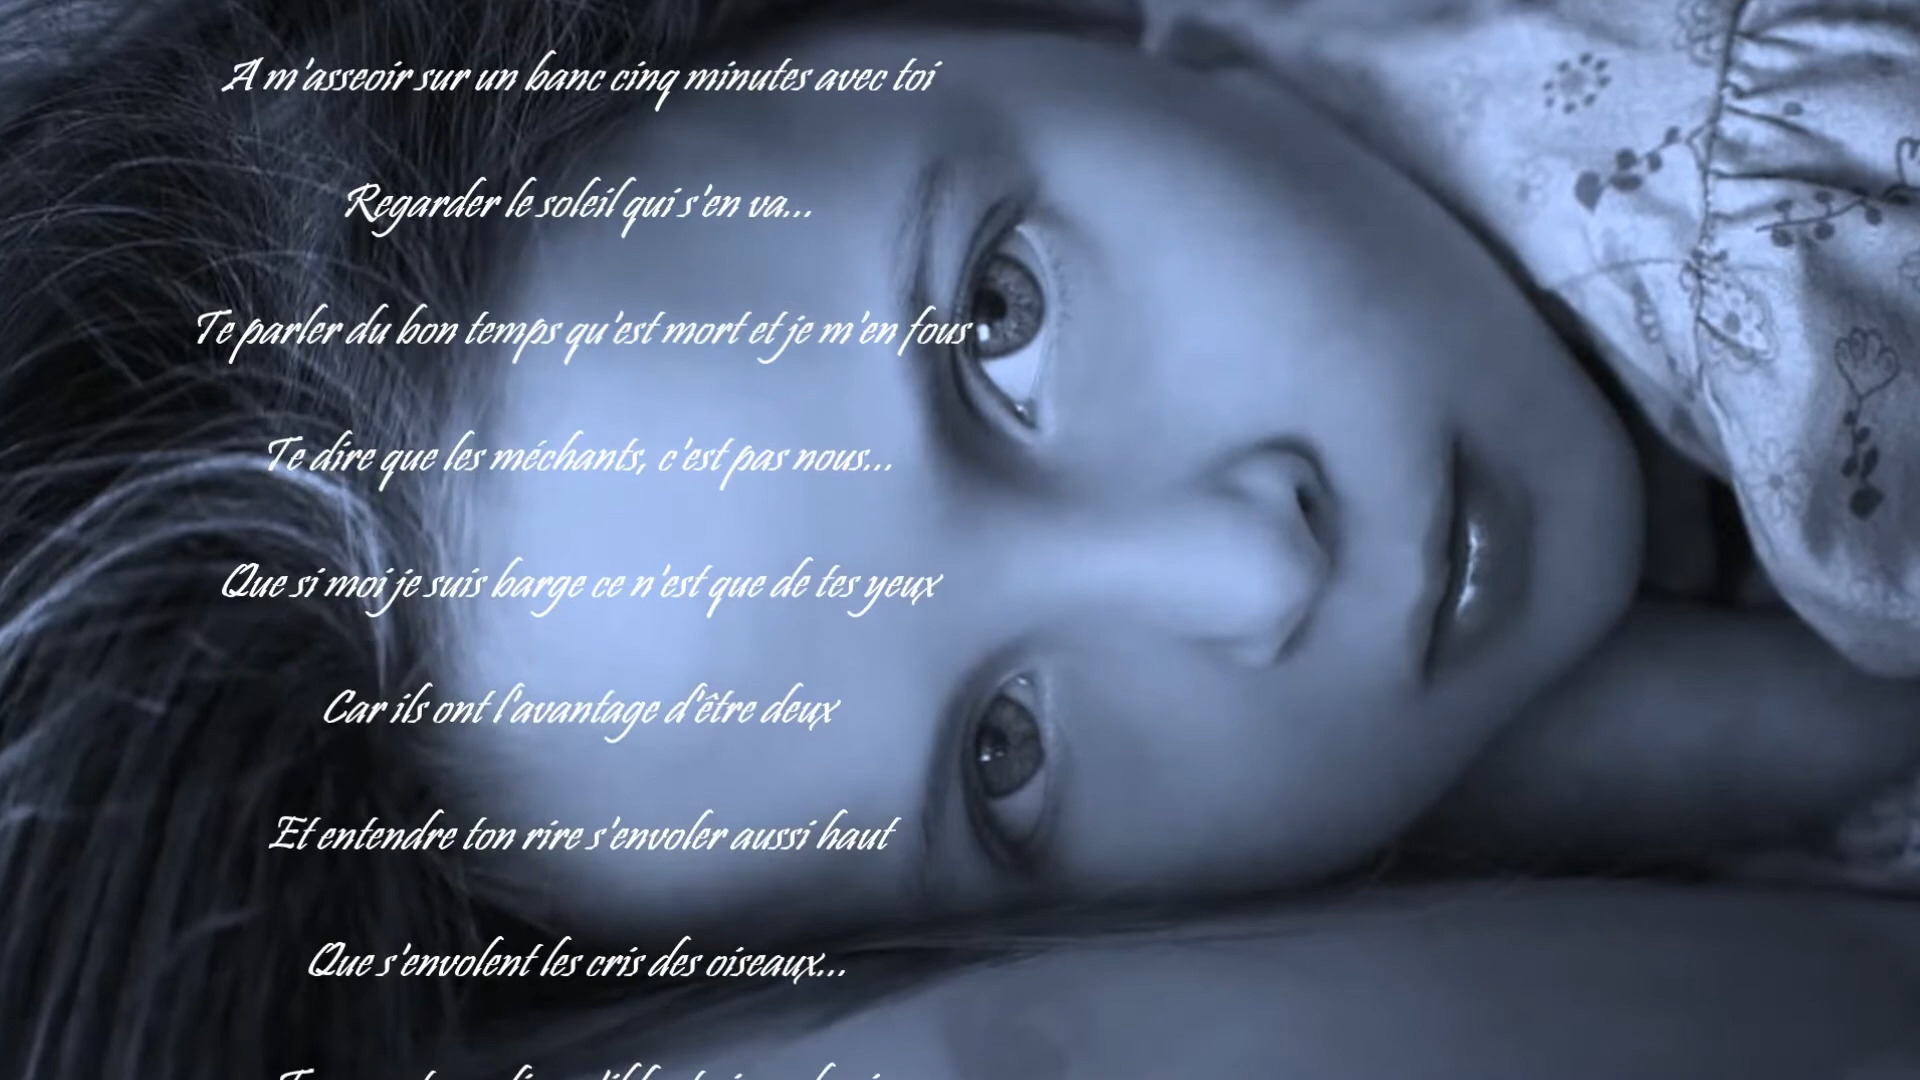 A m'asseoir sur un banc cinq minutes avec toi
Regarder le soleil qui s'en va...
Te parler du bon temps qu'est mort et je m'en fous
Te dire que les méchants, c'est pas nous...
Que si moi je suis barge ce n'est que de tes yeux
Car ils ont l'avantage d'être deux
Et entendre ton rire s'envoler aussi haut
Que s'envolent les cris des oiseaux...